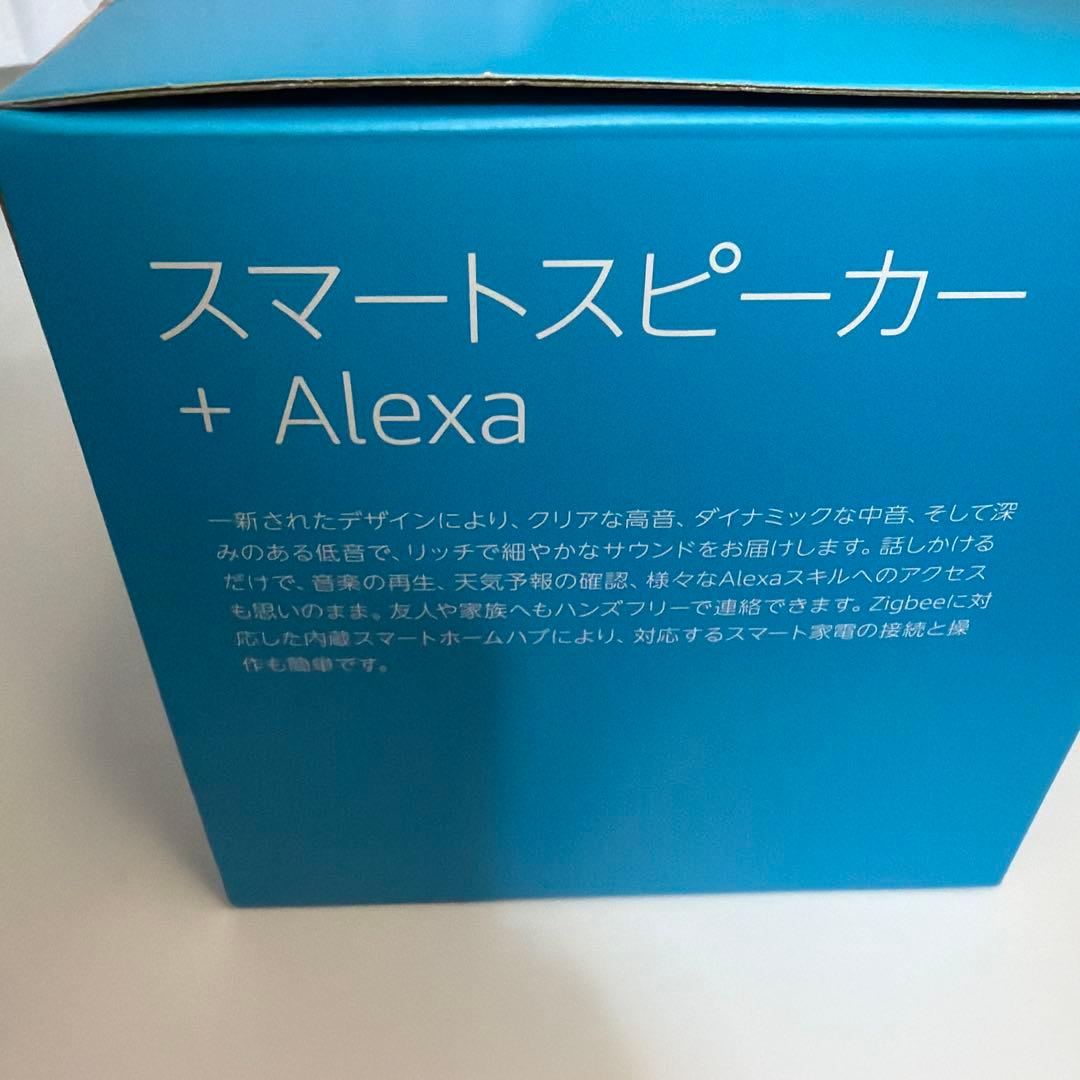 スマートスピーカー
+ Alexa
一新されたデザインにより、クリアな高音、ダイナミックな中音、そして深
みのある低音で、リッチで細やかなサウンドをお届けします。話しかける
だけで、音楽の再生、天気予報の確認、様々なAlexaスキルへのアクセス
も思いのまま。友人や家族へもハンズフリーで連絡できます。Zigbeeに対
応した内蔵スマートホームハブにより、対応するスマート家電の接続と操
作も簡単です。